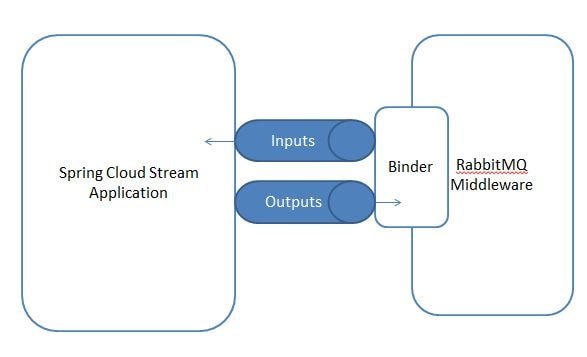 Spring Cloud Stream
Application
Inputs
Outputs
Binder
RabbitMQ
Middleware